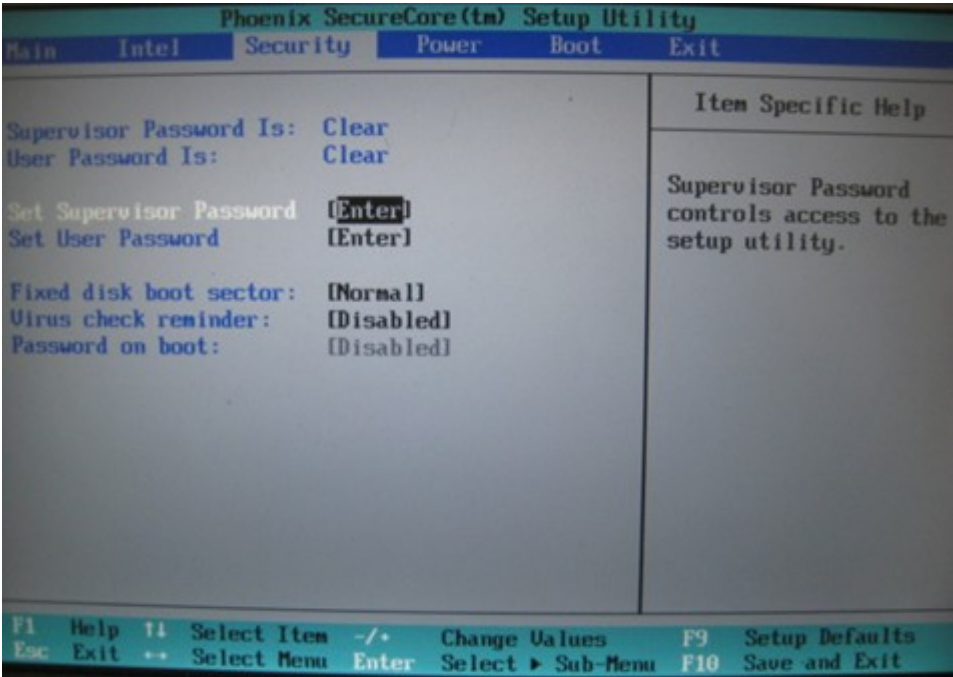 Phoenix SecureCore(tm) Setup Utility
Main Intel Security Power Boot Exit
Supervisor Password Is: Clear
User Password Is: Clear
Set Supervisor Password [Enter]
Set User Password [Enter]
Fixed disk boot sector: [Normal]
Virus check reminder: [Disabled]
Password on boot: [Disabled]
Item Specific Help
Supervisor Password
controls access to the
setup utility.
F1 Help ↑↓ Select Item -/+ Change Values F9 Setup Defaults
Esc Exit ↔ Select Menu Enter Select ▶ Sub-Menu F10 Save and Exit